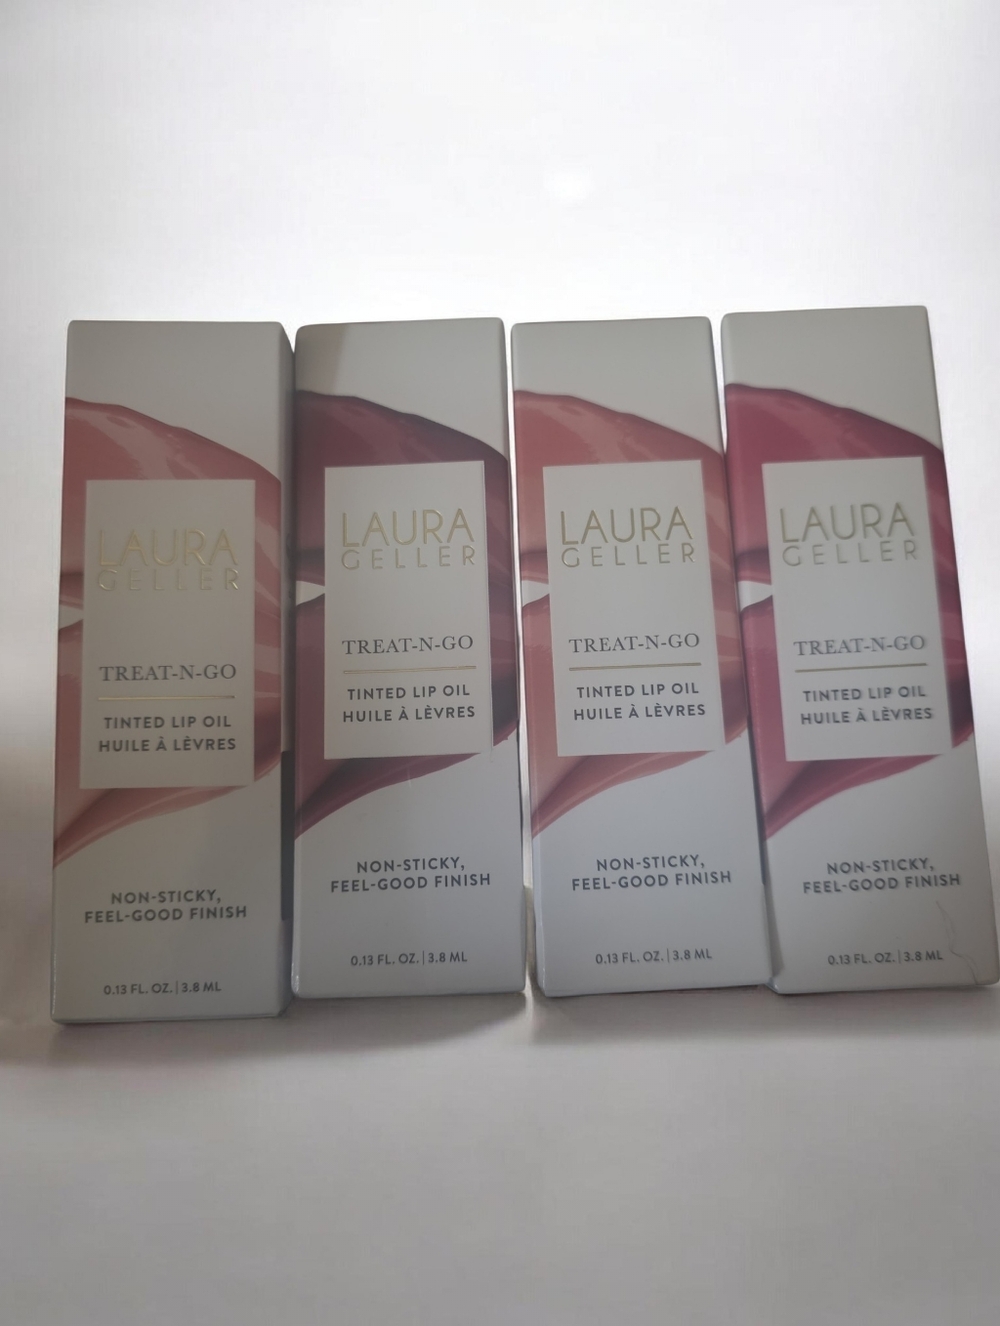 LAURA
GELLER
TREAT-N-GO
TINTED LIP OIL
HUILE À LÈVRES
NON-STICKY,
FEEL-GOOD FINISH
0.13 FL. OZ. | 3.8 ML
LAURA
GELLER
TREAT-N-GO
TINTED LIP OIL
HUILE À LÈVRES
NON-STICKY,
FEEL-GOOD FINISH
0.13 FL. OZ. | 3.8 ML
LAURA
GELLER
TREAT-N-GO
TINTED LIP OIL
HUILE À LÈVRES
NON-STICKY,
FEEL-GOOD FINISH
0.13 FL. OZ. | 3.8 ML
LAURA
GELLER
TREAT-N-GO
TINTED LIP OIL
HUILE À LÈVRES
NON-STICKY,
FEEL-GOOD FINISH
0.13 FL. OZ. | 3.8 ML